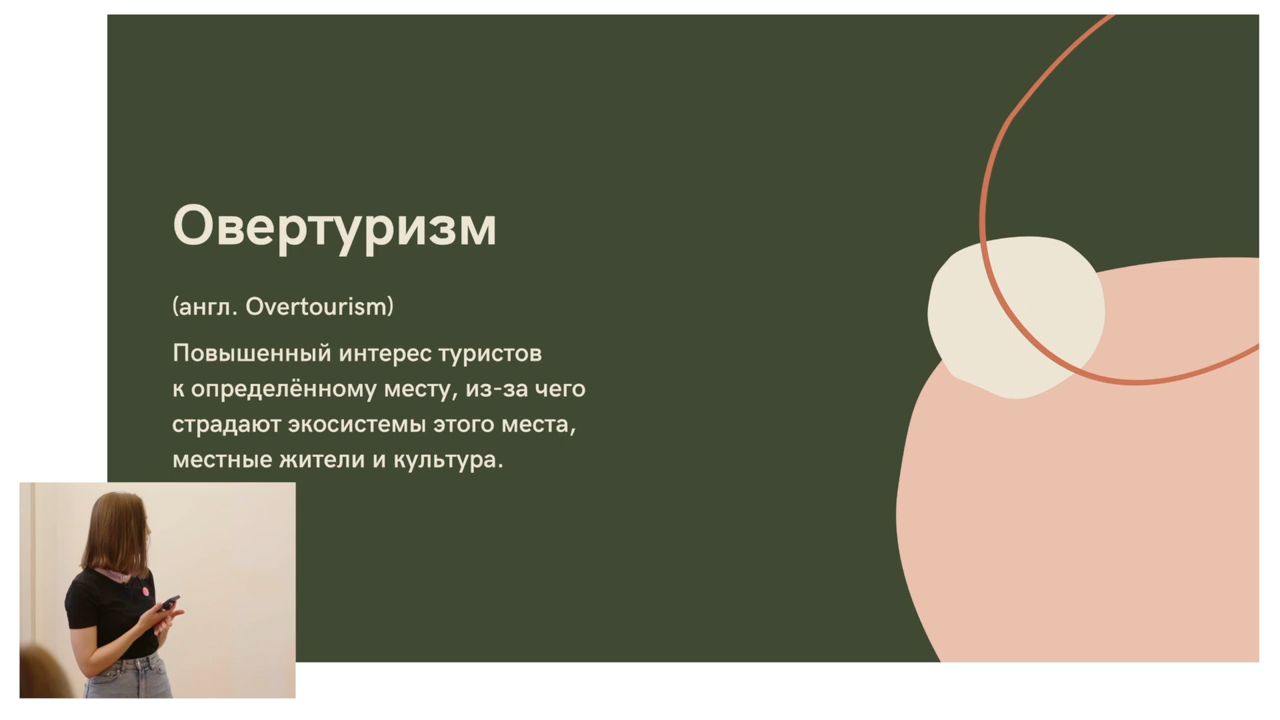 Овертуризм
(англ. Overtourism)
Повышенный интерес туристов
к определённому месту, из-за чего
страдают экосистемы этого места,
местные жители и культура.